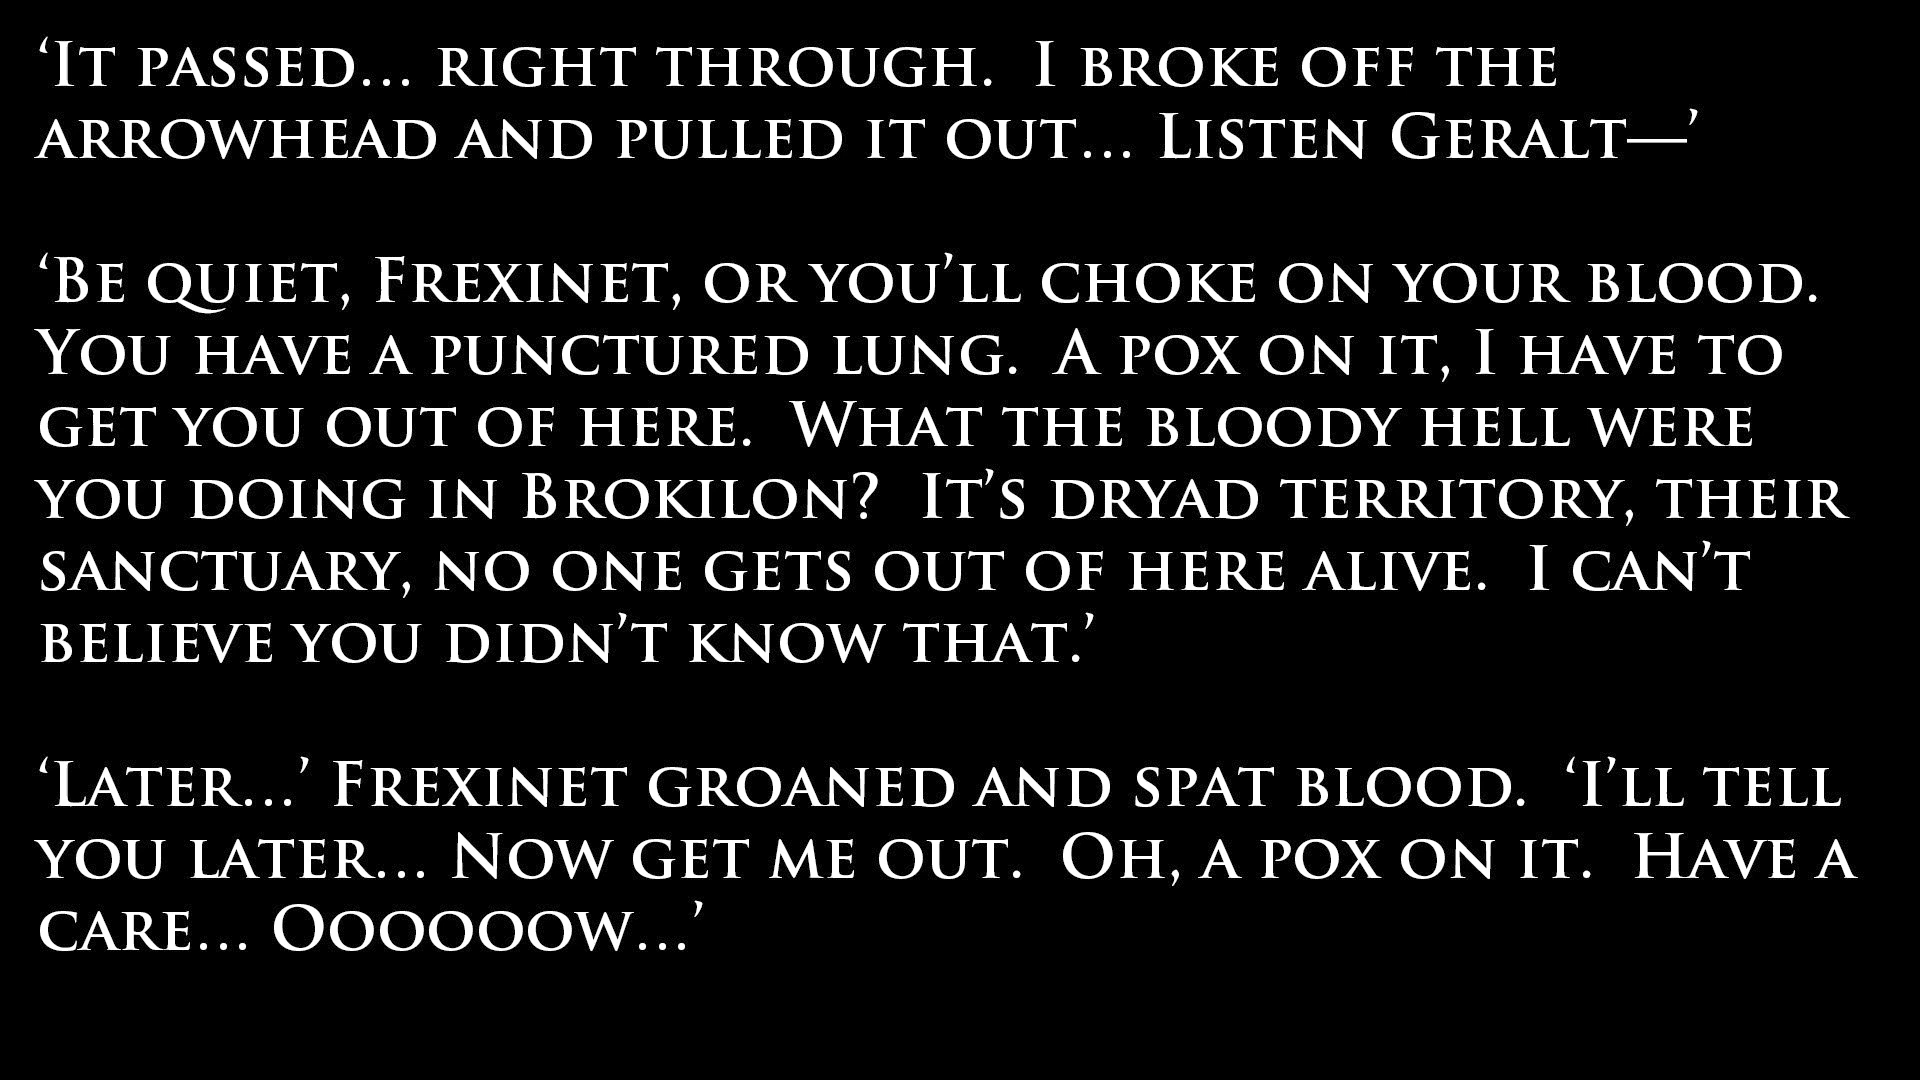 ‘It passed… right through.  I broke off the
arrowhead and pulled it out… Listen Geralt—’
‘Be quiet, Frexinet, or you’ll choke on your blood.
You have a punctured lung.  A pox on it, I have to
get you out of here.  What the bloody hell were
you doing in Brokilon?  It’s dryad territory, their
sanctuary, no one gets out of here alive.  I can’t
believe you didn’t know that.’
‘Later…’ Frexinet groaned and spat blood.  ‘I’ll tell
you later… Now get me out.  Oh, a pox on it.  Have a
care… Oooooow…’